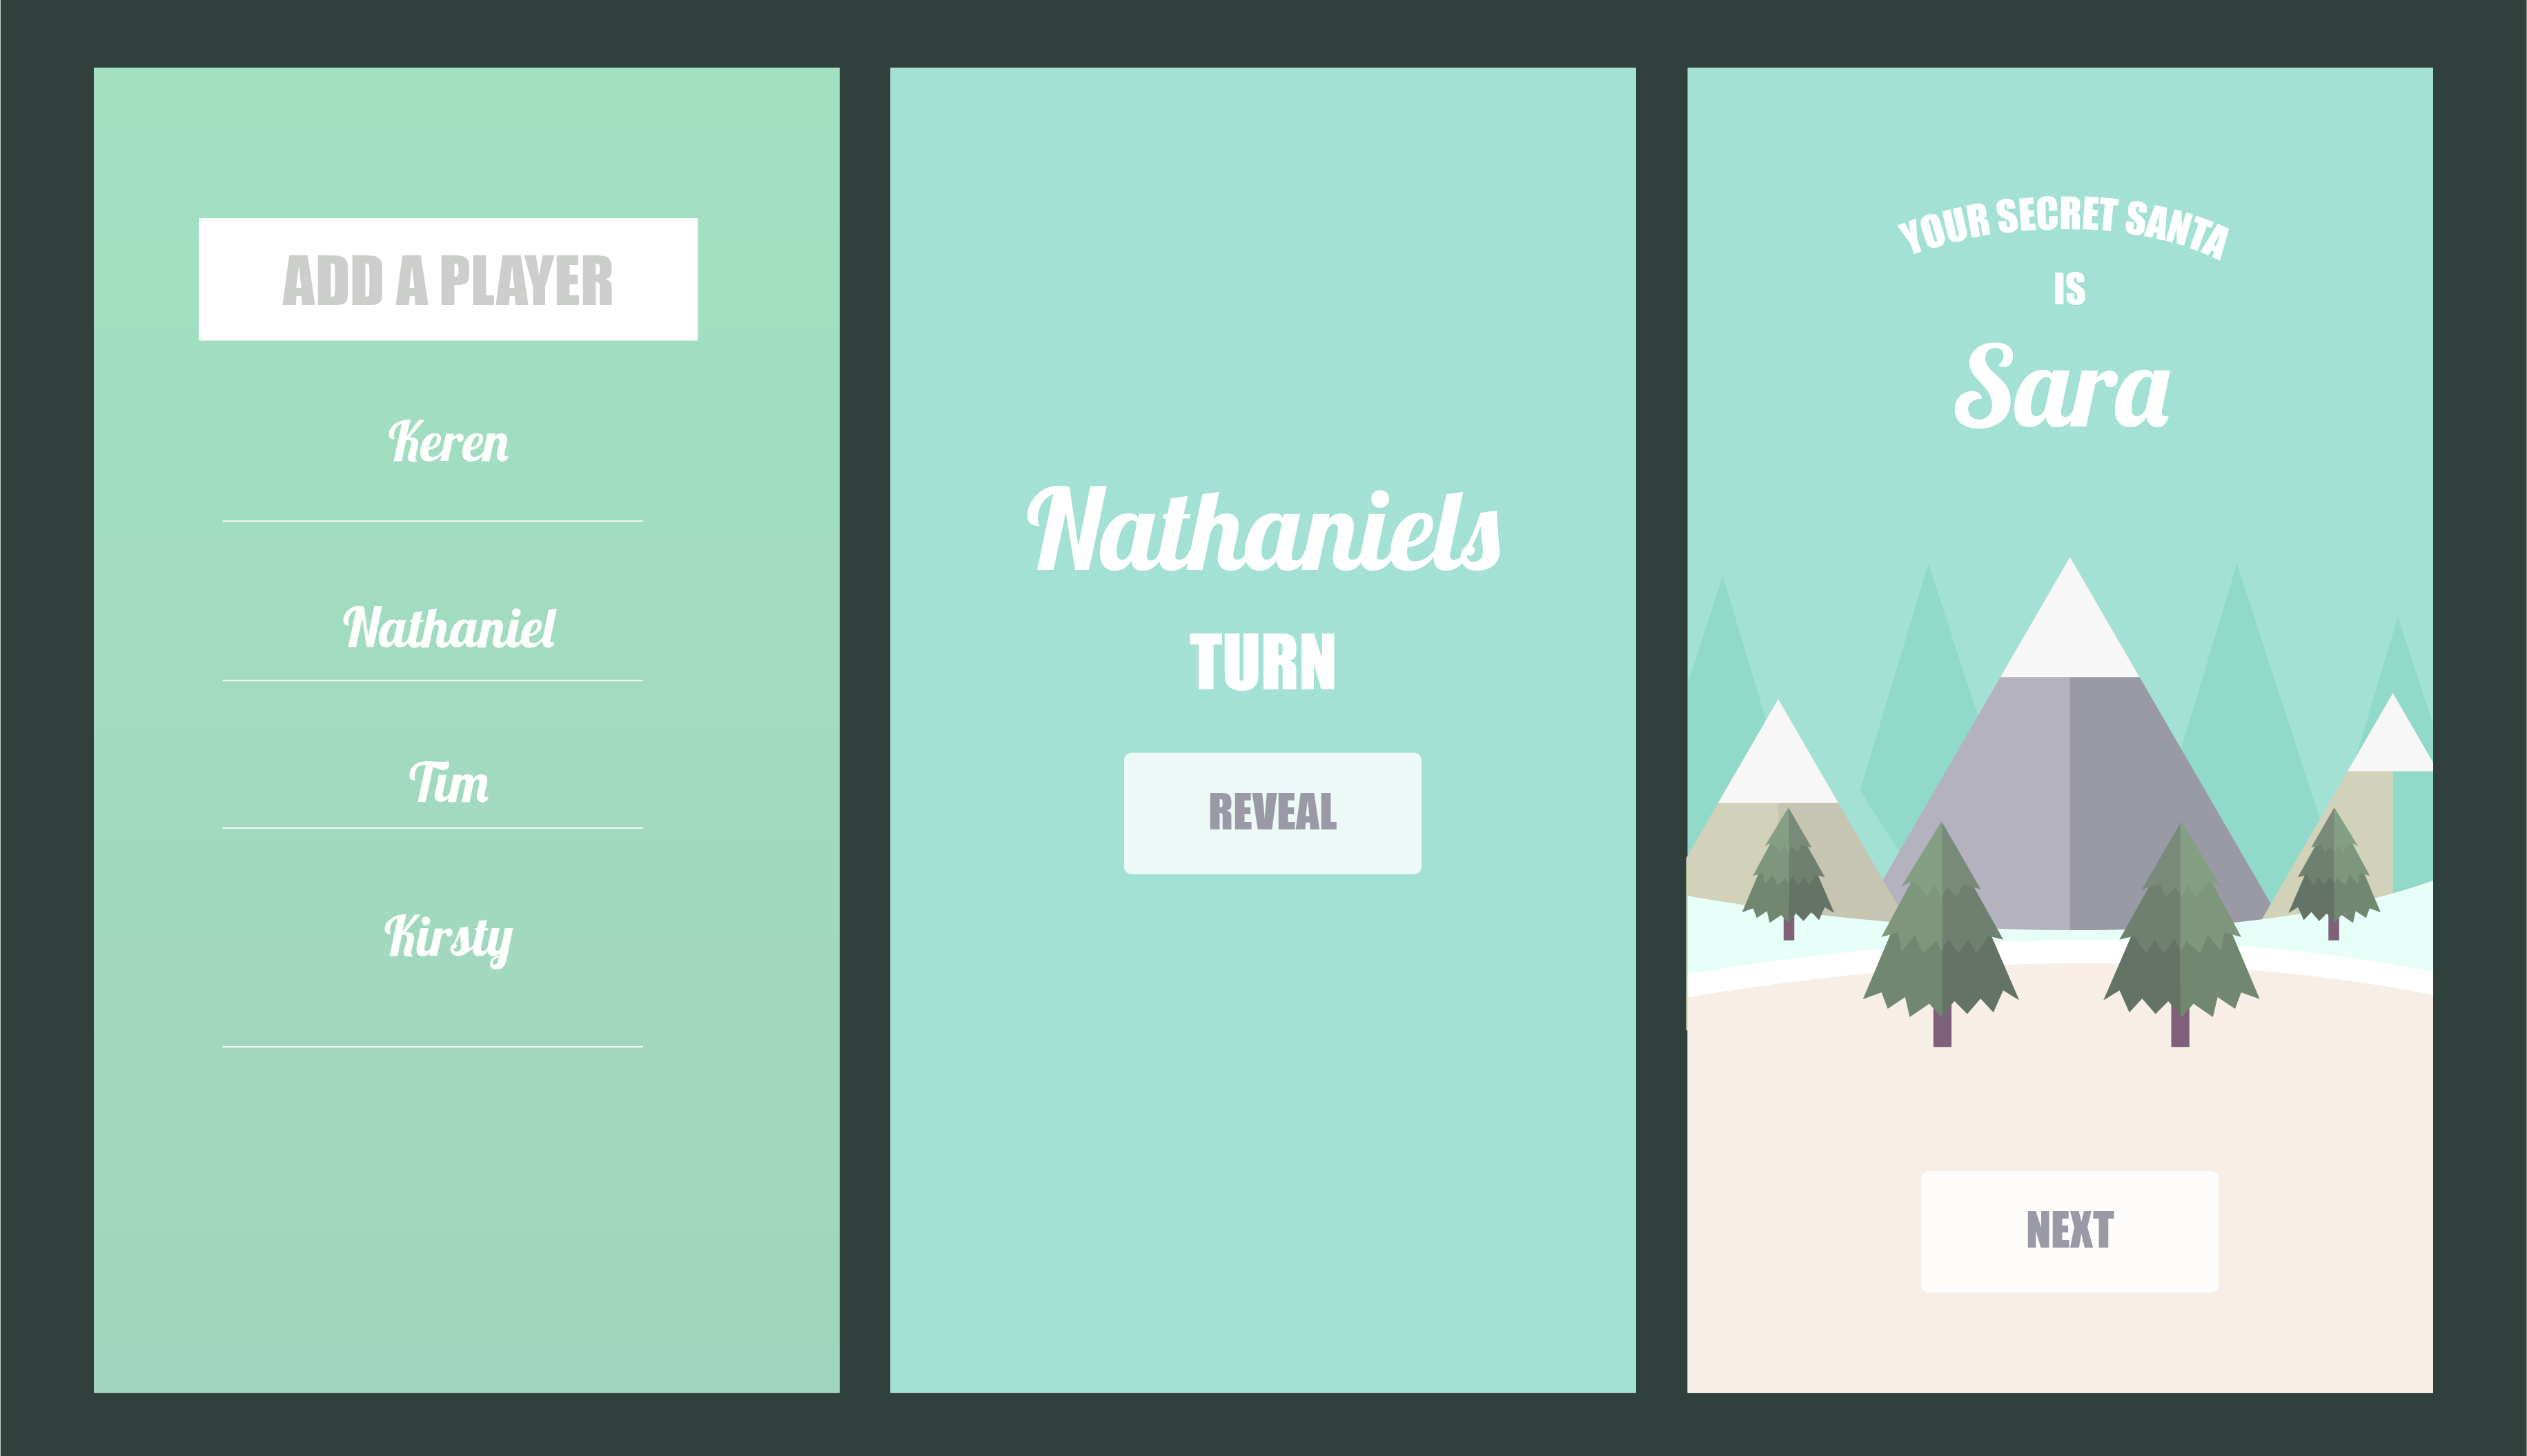 ADD A PLAYER
Keren
Nathaniel
Tim
Kirsty
Nathaniels
TURN
REVEAL
YOUR SECRET SANTA
IS
Sara
NEXT